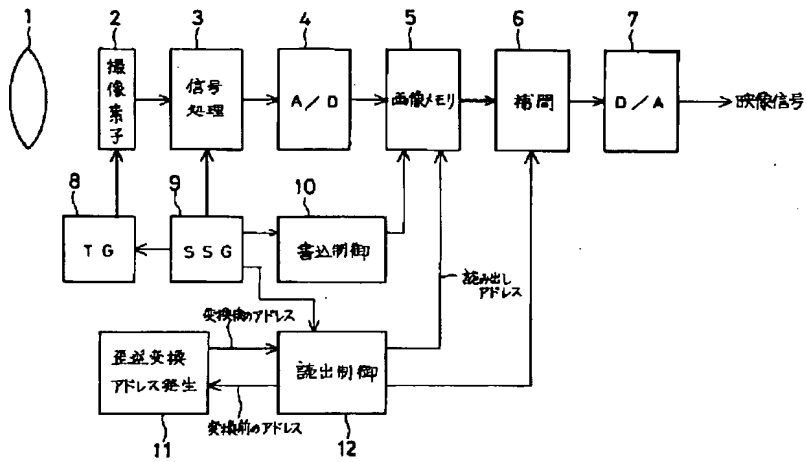 1
2
3
4
5
6
7
撮像素子
信号
処理
A/D
画像メモリ
補間
D/A
映像信号
8
9
10
TG
SSG
書込制御
読み出し
アドレス
変換後のアドレス
歪変換
アドレス発生
読出制御
変換前のアドレス
11
12